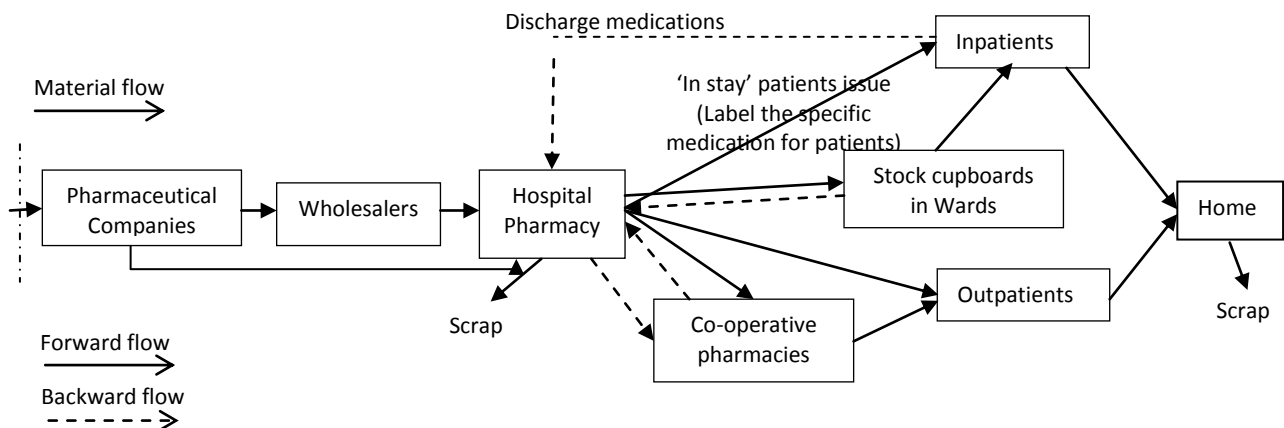 Discharge medications
Inpatients
Material flow
‘In stay’ patients issue
(Label the specific
medication for patients)
Pharmaceutical
Companies
Wholesalers
Hospital
Pharmacy
Stock cupboards
in Wards
Home
Outpatients
Scrap
Scrap
Co-operative
pharmacies
Forward flow
Backward flow